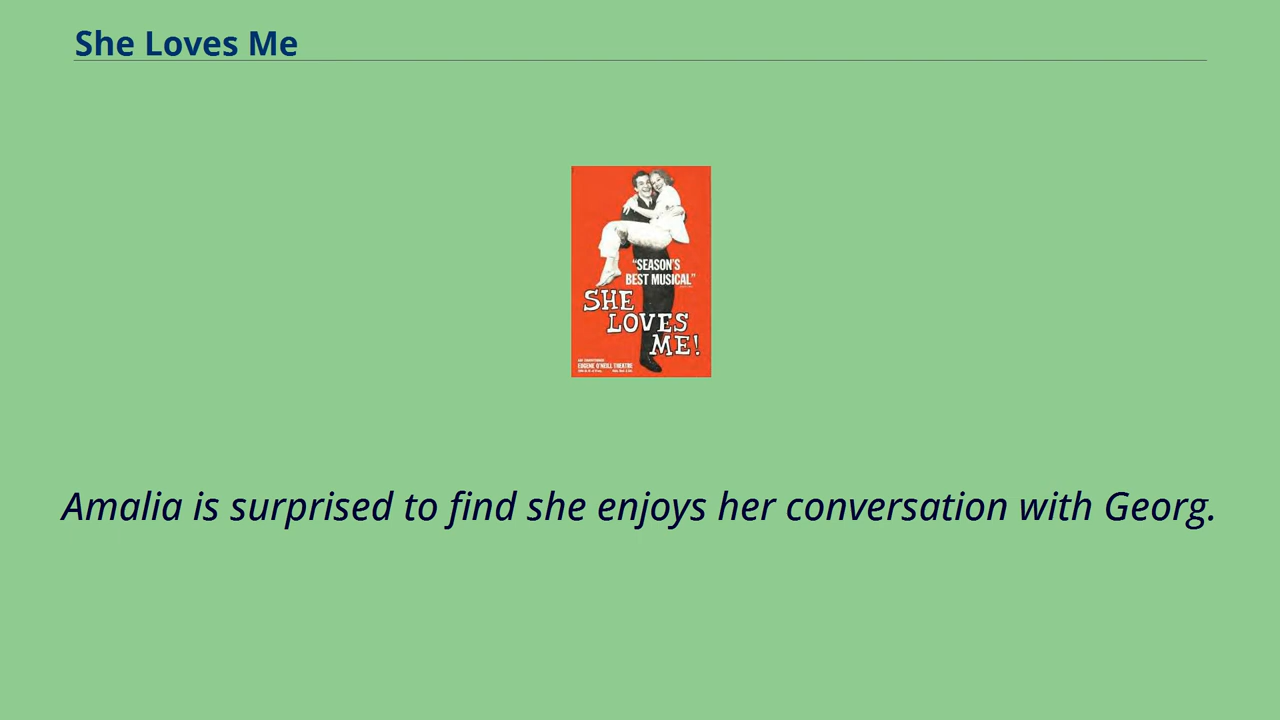 She Loves Me
"SEASON'S
BEST MUSICAL"
SHE
LOVES
ME!
EUGENE O'NEILL THEATRE
Amalia is surprised to find she enjoys her conversation with Georg.